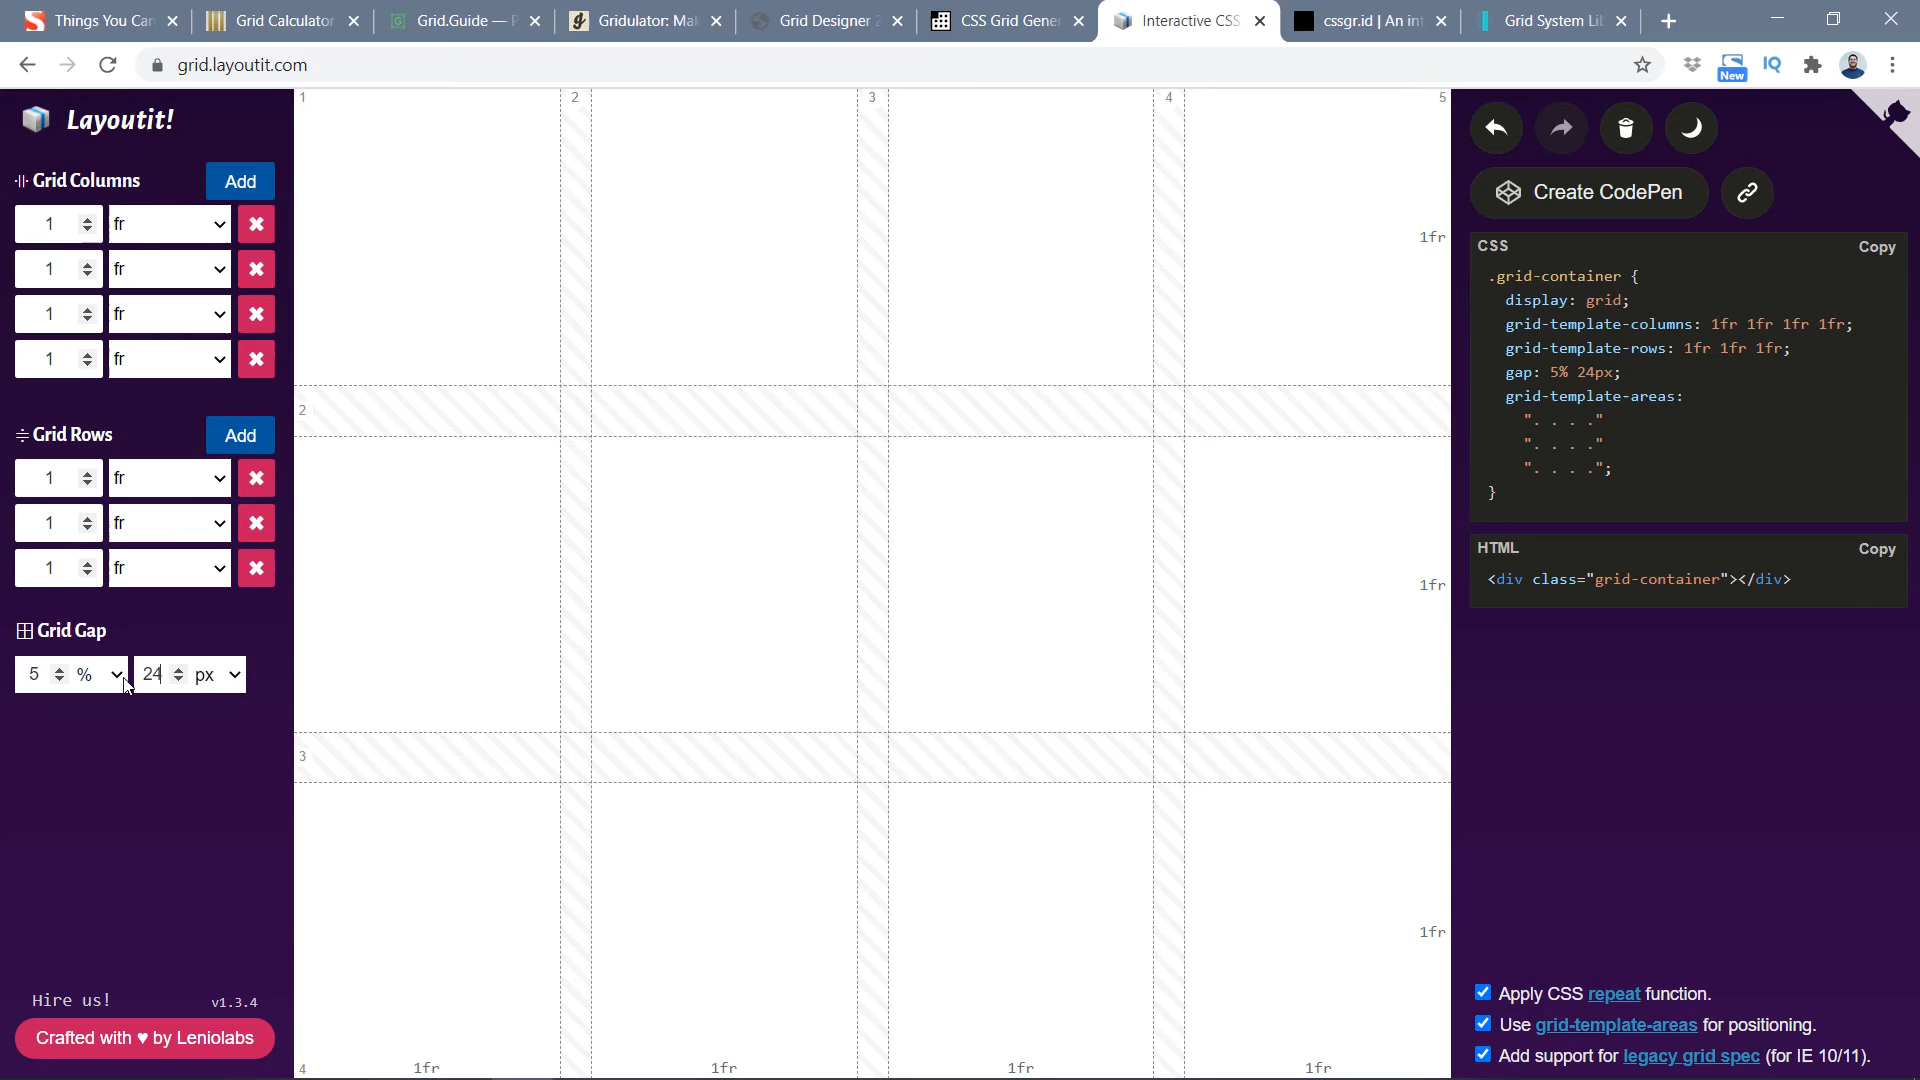 Things You Can
Grid Calculator
Grid.Guide — P
Gridulator: Mak
Grid Designer 2
CSS Grid Gene
Interactive CSS
cssgr.id | An int
Grid System Lib
grid.layoutit.com
New
IQ
Layoutit!
Grid Columns Add
1 fr
1 fr
1 fr
1 fr
Grid Rows Add
1 fr
1 fr
1 fr
Grid Gap
5 % 24 px
Hire us! v1.3.4
Crafted with ♥ by Leniolabs
1 2 3 4 5
1fr
2
1fr
3
1fr
4 1fr 1fr 1fr 1fr
Create CodePen
CSS Copy
.grid-container {
display: grid;
grid-template-columns: 1fr 1fr 1fr 1fr;
grid-template-rows: 1fr 1fr 1fr;
gap: 5% 24px;
grid-template-areas:
". . . ."
". . . ."
". . . .";
}
HTML Copy
<div class="grid-container"></div>
Apply CSS repeat function.
Use grid-template-areas for positioning.
Add support for legacy grid spec (for IE 10/11).